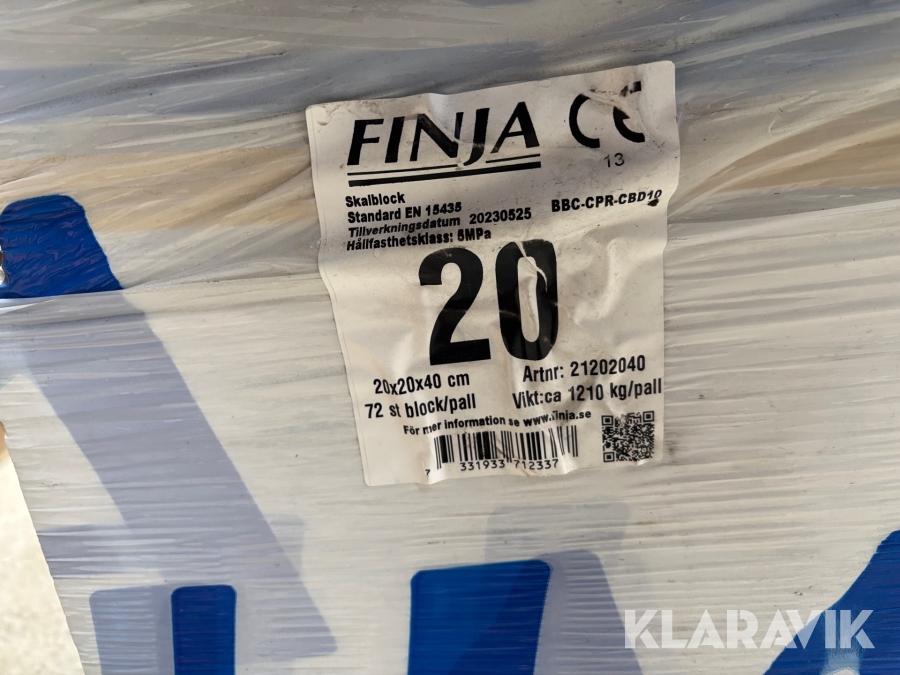 FINJA CE
13
Skalblock
Standard EN 15435
Tillverkningsdatum 20230525 BBC-CPR-CBD10
Hållfasthetsklass: 5MPa
20
20x20x40 cm Artnr: 21202040
72 st block/pall Vikt:ca 1210 kg/pall
För mer information se www.finja.se
7 331933 712337
KLARAVIK